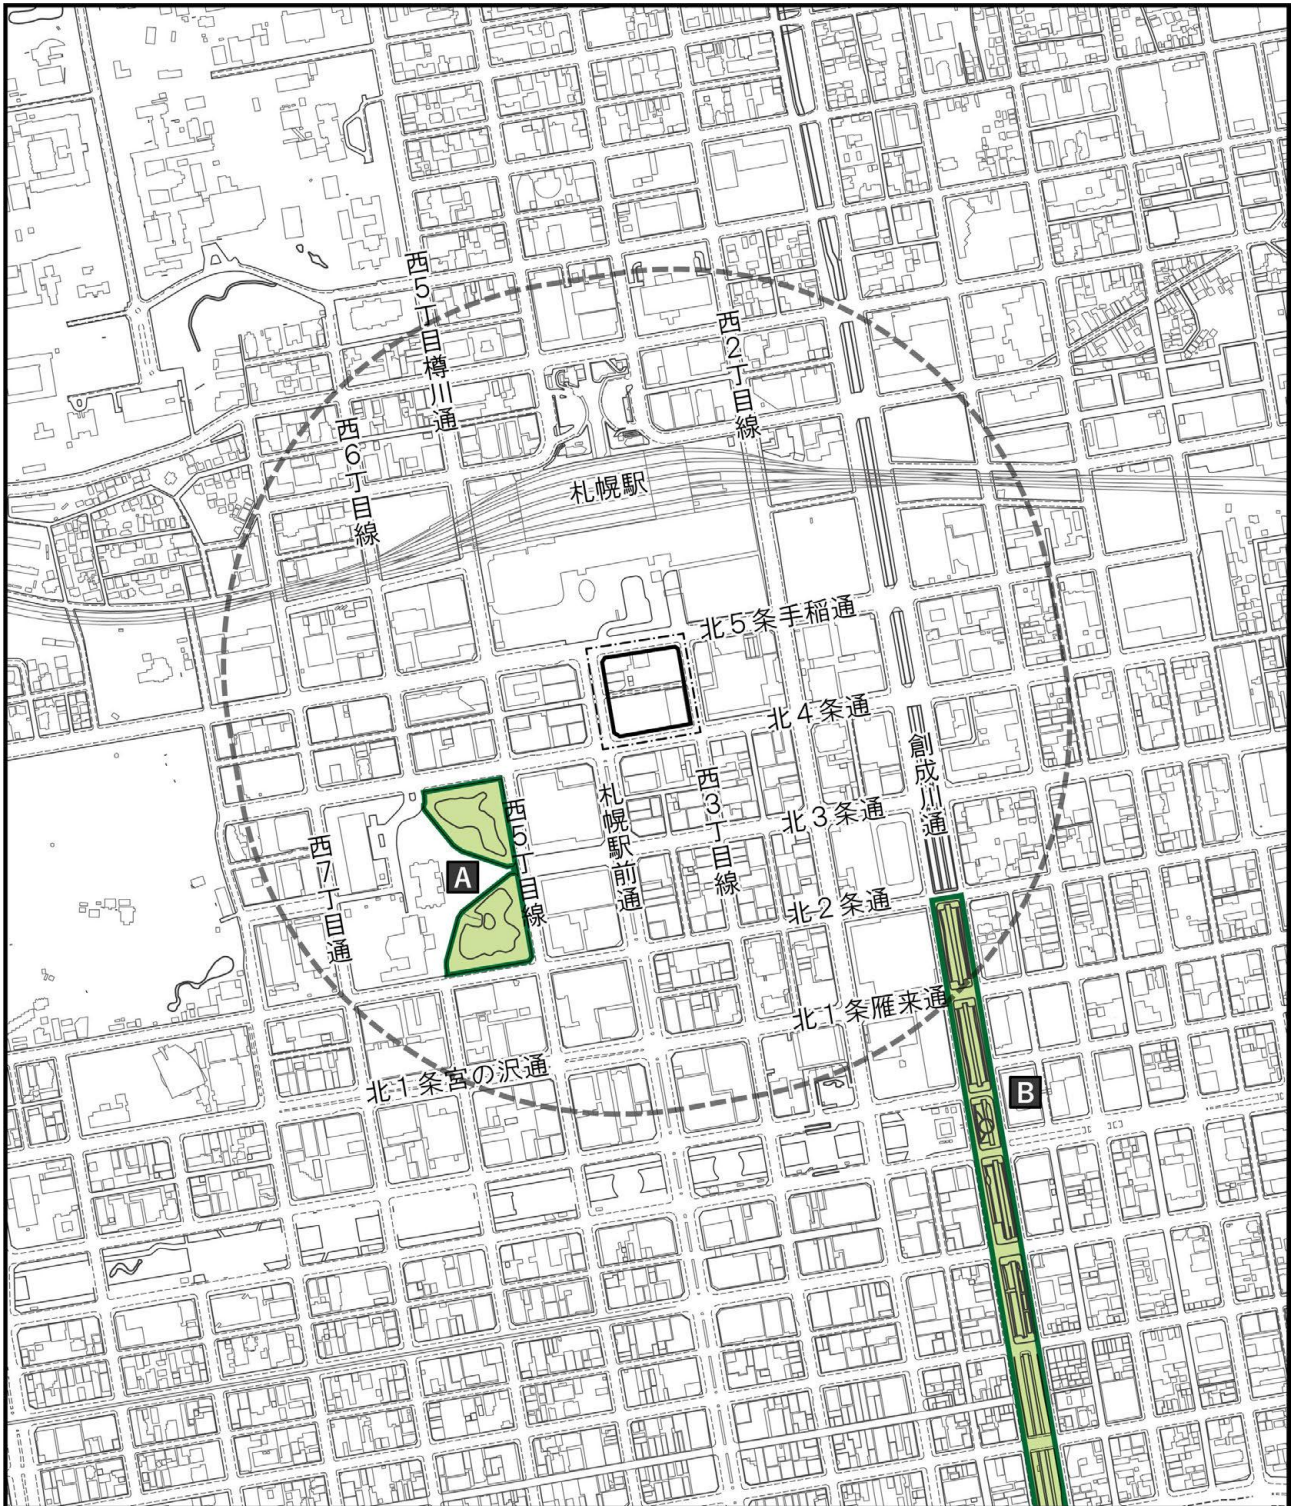 西5丁目樽川通
西2丁目線
西6丁目線
札幌駅
北5条手稲通
北4条通
創成川通
西3丁目線
札幌駅前通
西5丁目線
北3条通
西7丁目通
A
北2条通
北1条雁来通
北1条宮の沢通
B